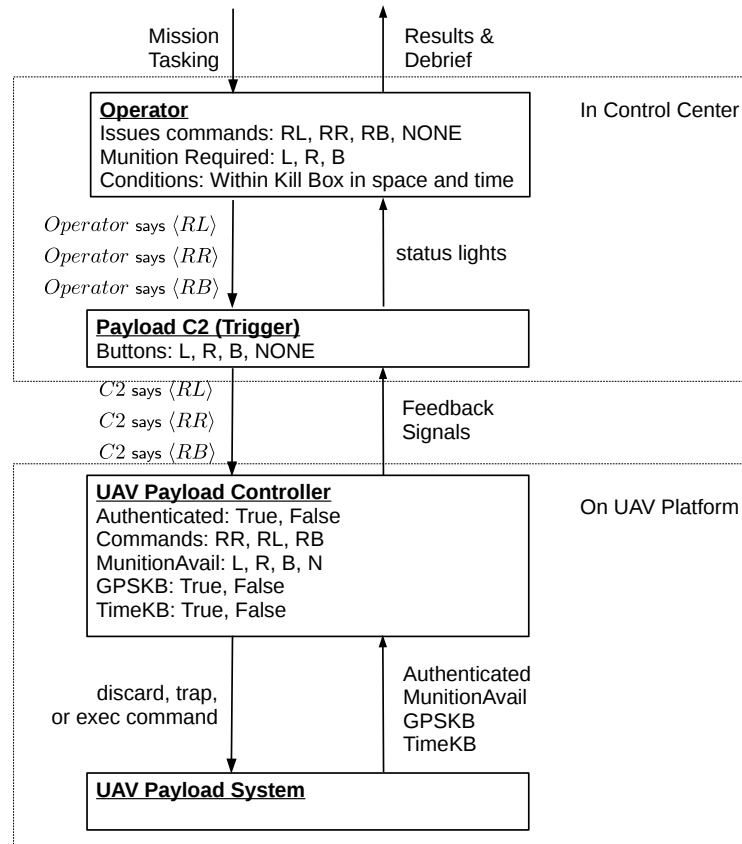 Mission
Tasking
Results &
Debrief
In Control Center
Operator
Issues commands: RL, RR, RB, NONE
Munition Required: L, R, B
Conditions: Within Kill Box in space and time
Operator says ⟨RL⟩
Operator says ⟨RR⟩
Operator says ⟨RB⟩
status lights
Payload C2 (Trigger)
Buttons: L, R, B, NONE
C2 says ⟨RL⟩
C2 says ⟨RR⟩
C2 says ⟨RB⟩
Feedback
Signals
On UAV Platform
UAV Payload Controller
Authenticated: True, False
Commands: RR, RL, RB
MunitionAvail: L, R, B, N
GPSKB: True, False
TimeKB: True, False
discard, trap,
or exec command
Authenticated
MunitionAvail
GPSKB
TimeKB
UAV Payload System